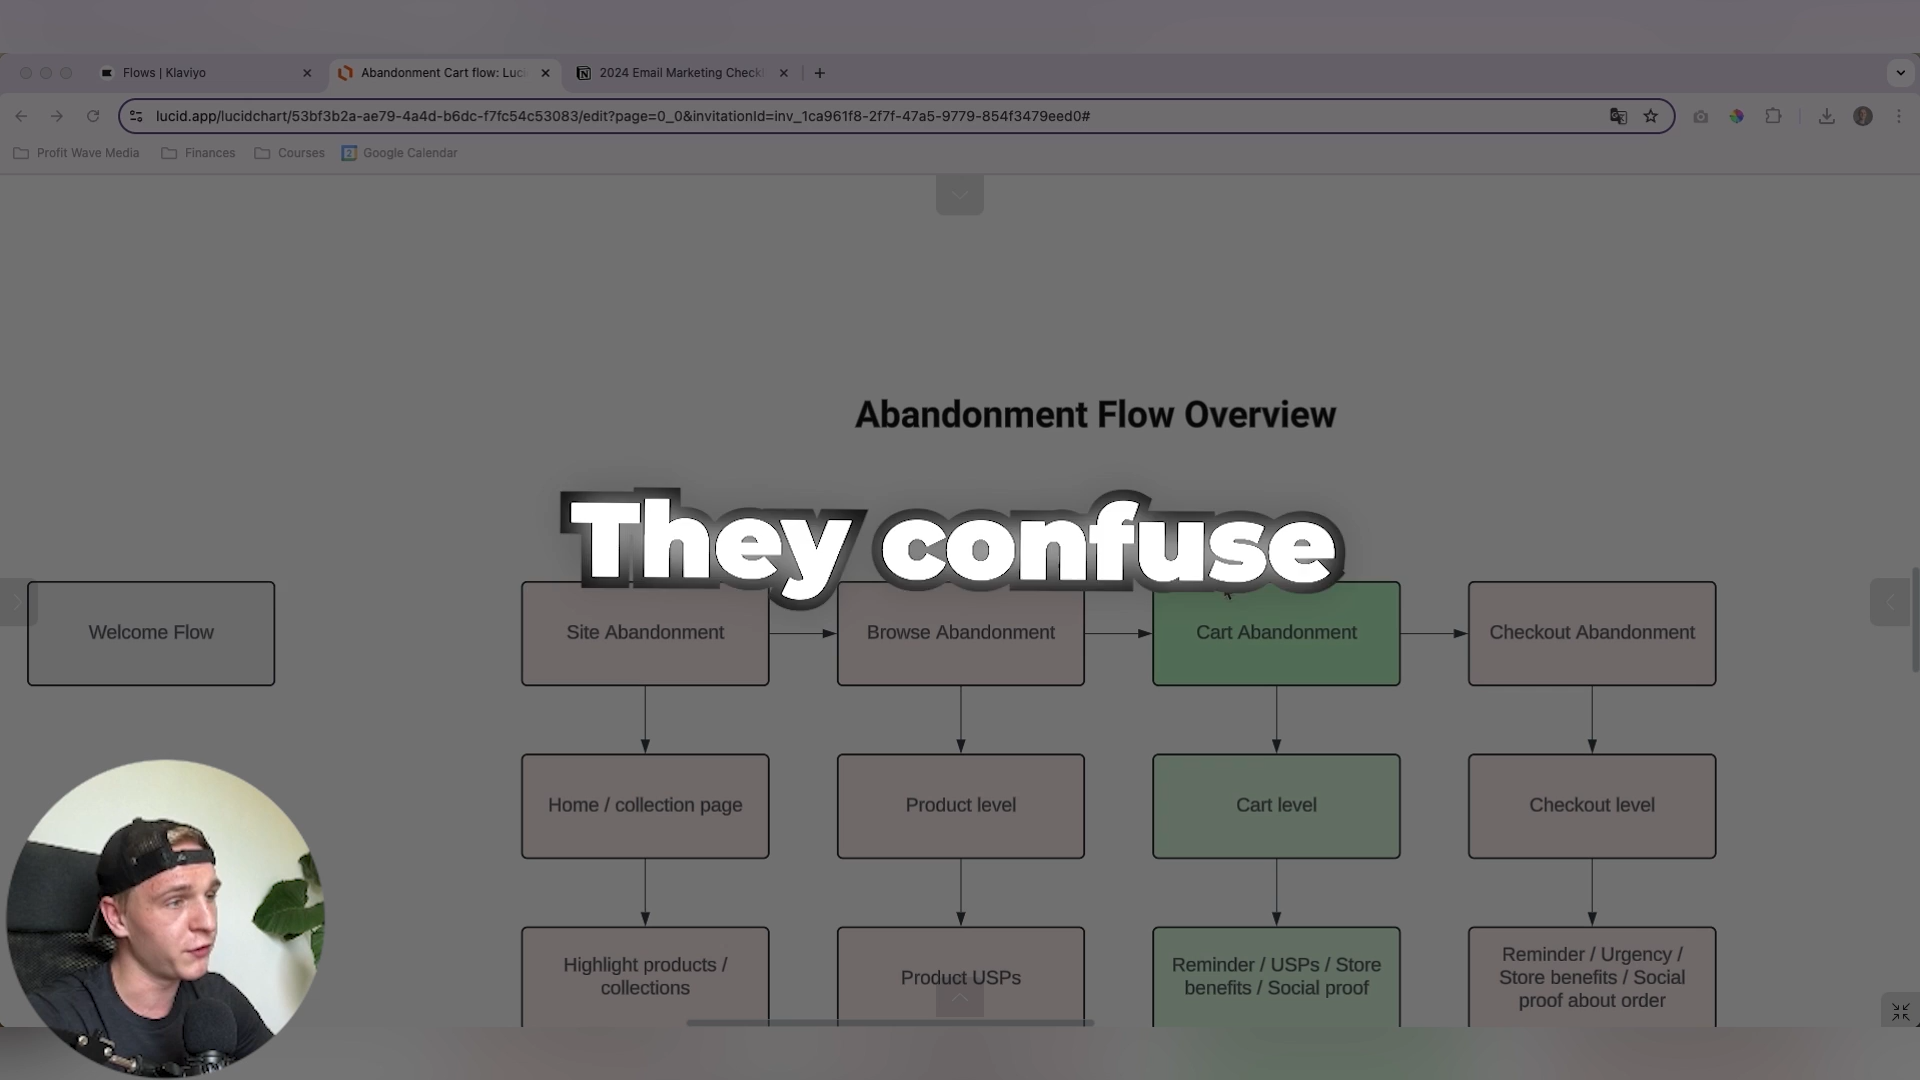 Flows | Klaviyo
Abandonment Cart flow: Luc
2024 Email Marketing Check
lucid.app/lucidchart/53bf3b2a-ae79-4a4d-b6dc-f7fc54c53083/edit?page=0_0&invitationId=inv_1ca961f8-2f7f-47a5-9779-854f3479eed0#
Profit Wave Media
Finances
Courses
Google Calendar
Abandonment Flow Overview
They confuse
Welcome Flow
Site Abandonment
Browse Abandonment
Cart Abandonment
Checkout Abandonment
Home / collection page
Product level
Cart level
Checkout level
Highlight products /
collections
Product USPs
Reminder / USPs / Store
benefits / Social proof
Reminder / Urgency /
Store benefits / Social
proof about order